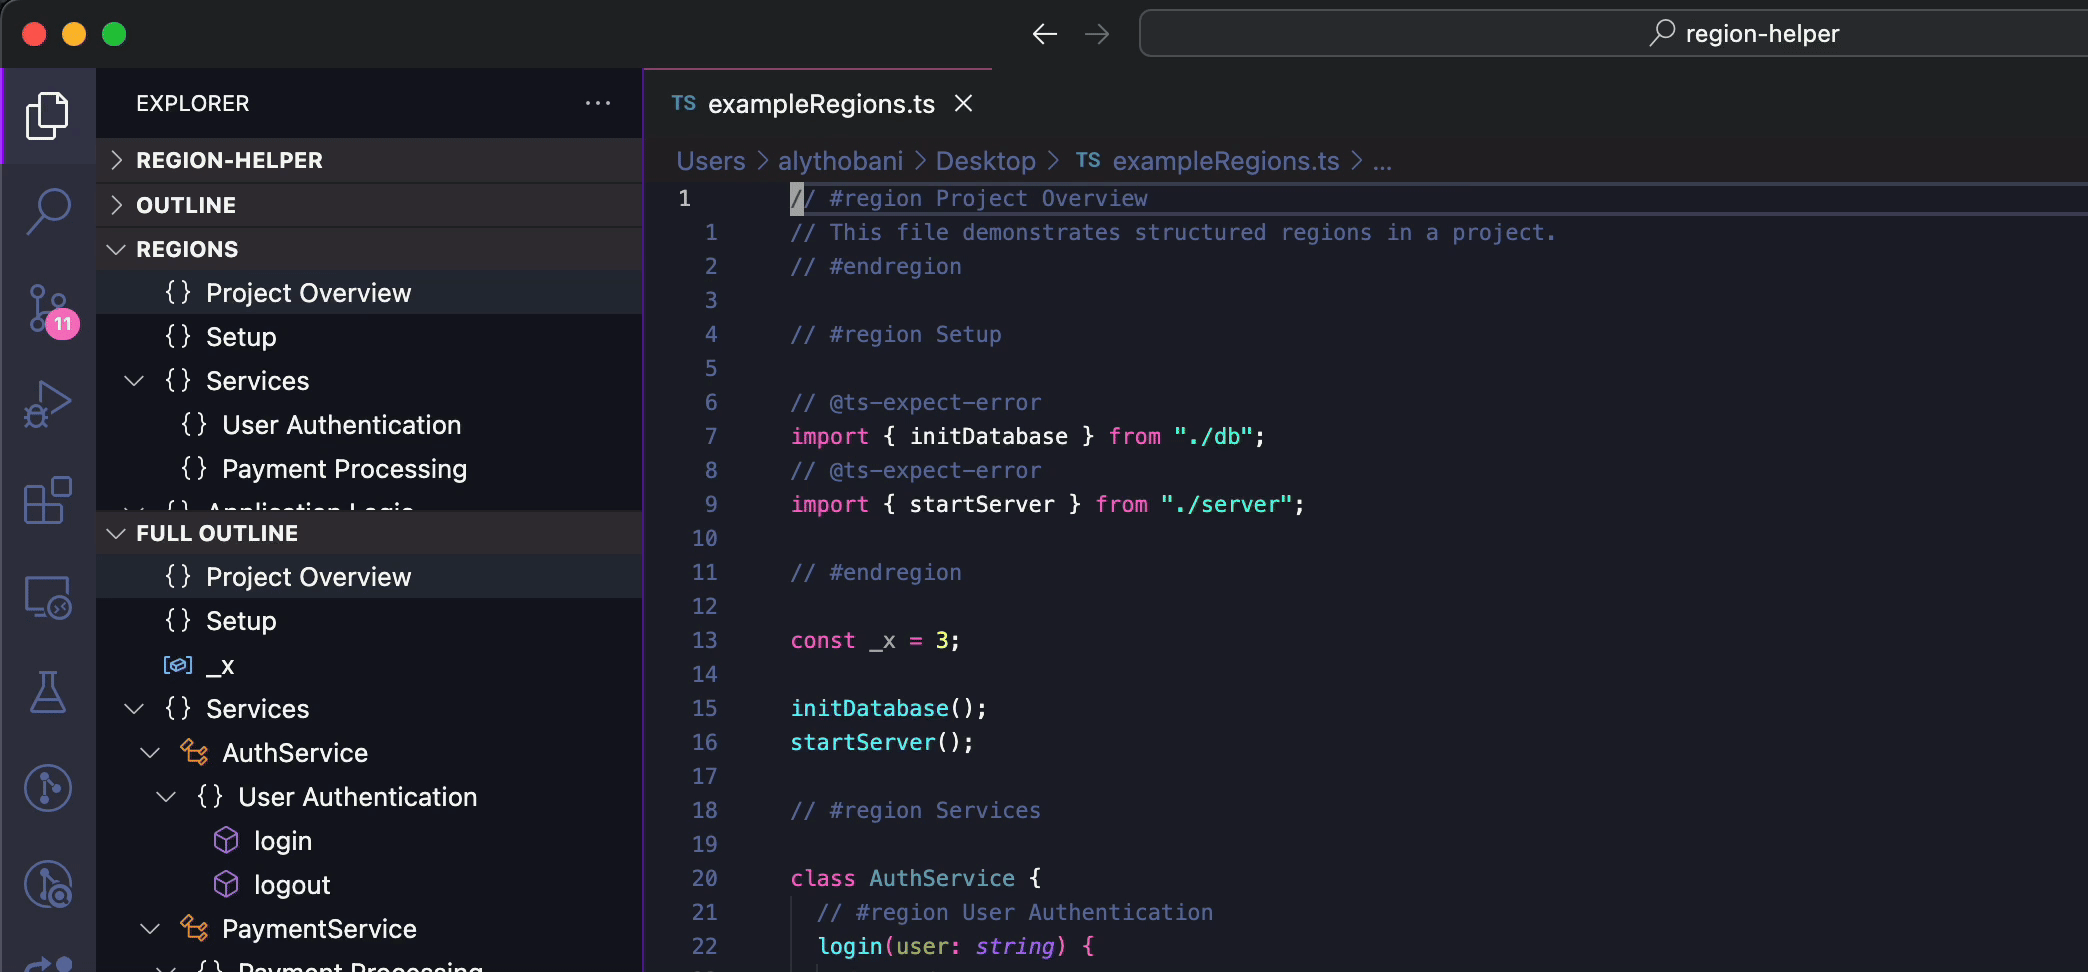 region-helper
EXPLORER
REGION-HELPER
OUTLINE
REGIONS
{} Project Overview
{} Setup
{} Services
{} User Authentication
{} Payment Processing
{} Application Logic
FULL OUTLINE
{} Project Overview
{} Setup
_x
{} Services
AuthService
{} User Authentication
login
logout
PaymentService
{} Payment Processing
11
TS exampleRegions.ts
Users > alythobani > Desktop > TS exampleRegions.ts > ...
1 // #region Project Overview
1 // This file demonstrates structured regions in a project.
2 // #endregion
3
4 // #region Setup
5
6 // @ts-expect-error
7 import { initDatabase } from "./db";
8 // @ts-expect-error
9 import { startServer } from "./server";
10
11 // #endregion
12
13 const _x = 3;
14
15 initDatabase();
16 startServer();
17
18 // #region Services
19
20 class AuthService {
21 // #region User Authentication
22 login(user: string) {